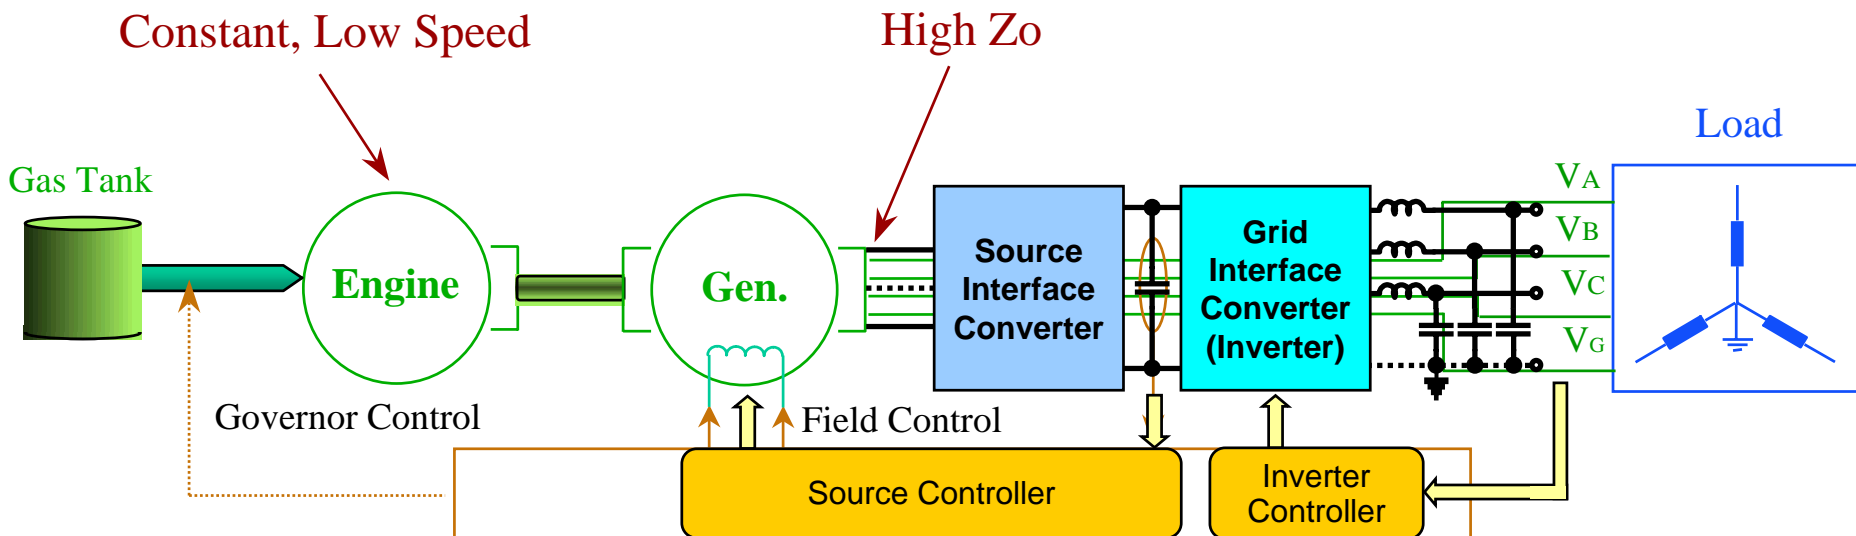 Constant, Low Speed
High Zo
Load
Gas Tank
VA
VB
VC
VG
Engine
Gen.
Source
Interface
Converter
Grid
Interface
Converter
(Inverter)
Governor Control
Field Control
Source Controller
Inverter
Controller